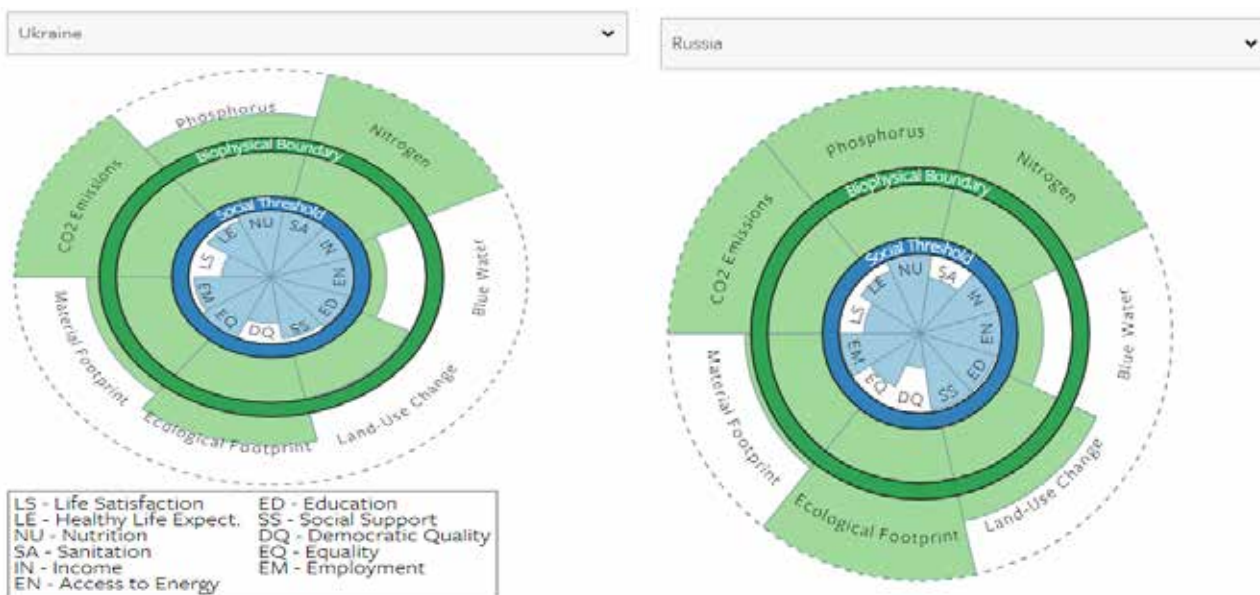 Ukraine
Phosphorus
Nitrogen
CO2 Emissions
Biophysical Boundary
Social Threshold
LS
LE
NU
SA
IN
EN
ED
SS
DQ
EQ
EM
Blue Water
Material Footprint
Ecological Footprint
Land-Use Change
LS - Life Satisfaction
LE - Healthy Life Expect.
NU - Nutrition
SA - Sanitation
IN - Income
EN - Access to Energy
ED - Education
SS - Social Support
DQ - Democratic Quality
EQ - Equality
EM - Employment
Russia
Phosphorus
Nitrogen
CO2 Emissions
Biophysical Boundary
Social Threshold
LS
LE
NU
SA
IN
EN
ED
SS
DQ
EQ
EM
Blue Water
Material Footprint
Ecological Footprint
Land-Use Change